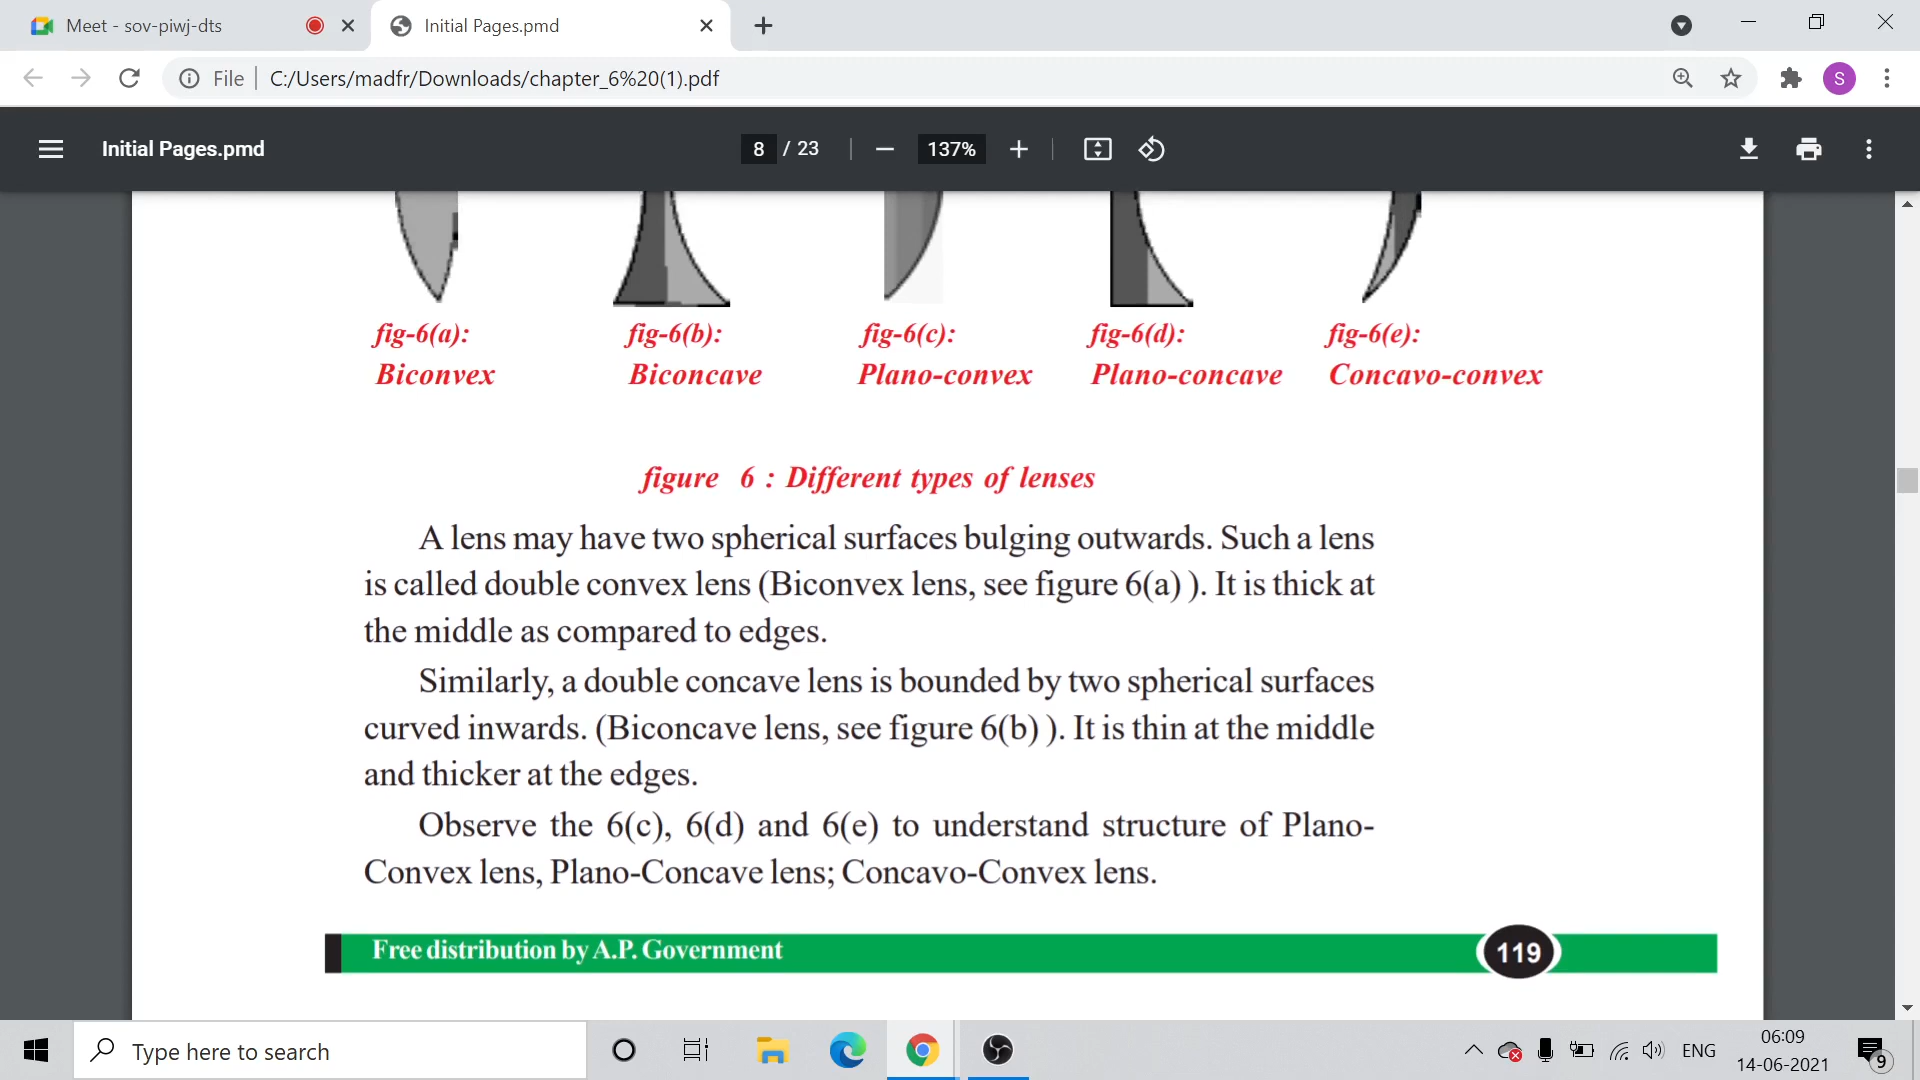 Meet - sov-piwj-dts
Initial Pages.pmd
File
C:/Users/madfr/Downloads/chapter_6%20(1).pdf
S
Initial Pages.pmd
8 / 23
137%
fig-6(a): fig-6(b): fig-6(c): fig-6(d): fig-6(e):
Biconvex Biconcave Plano-convex Plano-concave Concavo-convex
figure 6 : Different types of lenses
A lens may have two spherical surfaces bulging outwards. Such a lens
is called double convex lens (Biconvex lens, see figure 6(a) ). It is thick at
the middle as compared to edges.
Similarly, a double concave lens is bounded by two spherical surfaces
curved inwards. (Biconcave lens, see figure 6(b) ). It is thin at the middle
and thicker at the edges.
Observe the 6(c), 6(d) and 6(e) to understand structure of Plano-
Convex lens, Plano-Concave lens; Concavo-Convex lens.
Free distribution by A.P. Government
119
Type here to search
ENG
06:09
14-06-2021
9